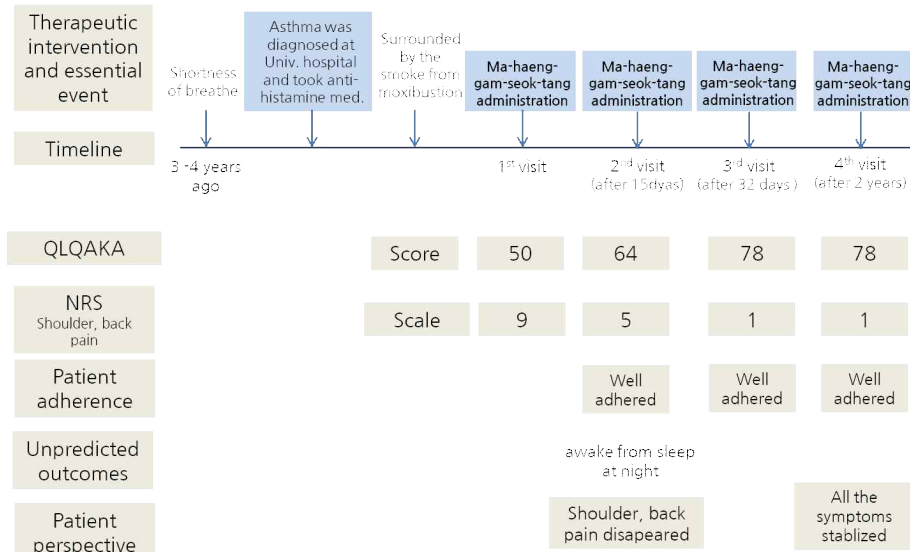 Therapeutic
intervention
and essential
event
Shortness
of breathe
Asthma was
diagnosed at
Univ. hospital
and took anti-
histamine med.
Surrounded
by the
smoke from
moxibustion
Ma-haeng-
gam-seok-tang
administration
Ma-haeng-
gam-seok-tang
administration
Ma-haeng-
gam-seok-tang
administration
Ma-haeng-
gam-seok-tang
administration
Timeline
3 -4 years
ago
1st visit
2nd visit
(after 15dyas)
3rd visit
(after 32 days)
4th visit
(after 2 years)
QLQAKA
Score
50
64
78
78
NRS
Shoulder, back
pain
Scale
9
5
1
1
Patient
adherence
Well
adhered
Well
adhered
Well
adhered
Unpredicted
outcomes
awake from sleep
at night
Patient
perspective
Shoulder, back
pain disapeared
All the
symptoms
stablized